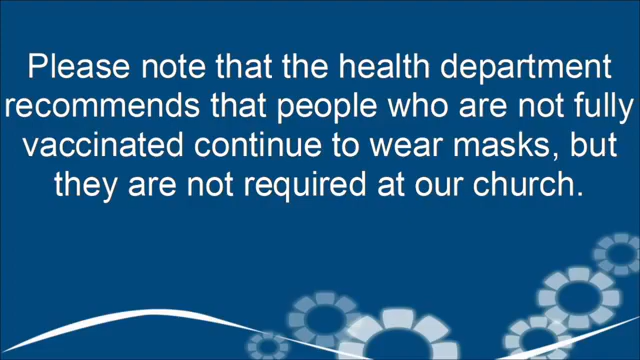 Please note that the health department
recommends that people who are not fully
vaccinated continue to wear masks, but
they are not required at our church.